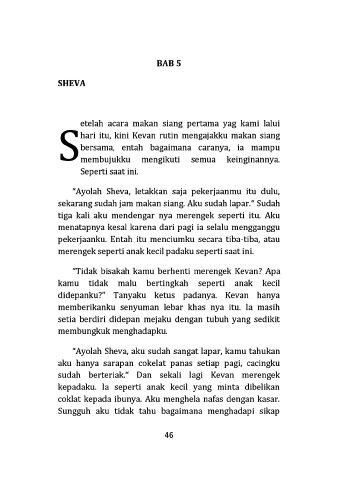 BAB 5
SHEVA
Setelah acara makan siang pertama yag kami lalui
hari itu, kini Kevan rutin mengajakku makan siang
bersama, entah bagaimana caranya, ia mampu
membujukku mengikuti semua keinginannya.
Seperti saat ini.
"Ayolah Sheva, letakkan saja pekerjaanmu itu dulu,
sekarang sudah jam makan siang. Aku sudah lapar." Sudah
tiga kali aku mendengar nya merengek seperti itu. Aku
menatapnya kesal karena dari pagi ia selalu mengganggu
pekerjaanku. Entah itu menciumku secara tiba-tiba, atau
merengek seperti anak kecil padaku seperti saat ini.
"Tidak bisakah kamu berhenti merengek Kevan? Apa
kamu tidak malu bertingkah seperti anak kecil
didepanku?" Tanyaku ketus padanya. Kevan hanya
memberikanku senyuman lebar khas nya itu. Ia masih
setia berdiri didepan mejaku dengan tubuh yang sedikit
membungkuk menghadapku.
"Ayolah Sheva, aku sudah sangat lapar, kamu tahukan
aku hanya sarapan cokelat panas setiap pagi, cacingku
sudah berteriak." Dan sekali lagi Kevan merengek
kepadaku. Ia seperti anak kecil yang minta dibelikan
coklat kepada ibunya. Aku menghela nafas dengan kasar.
Sungguh aku tidak tahu bagaimana menghadapi sikap
46